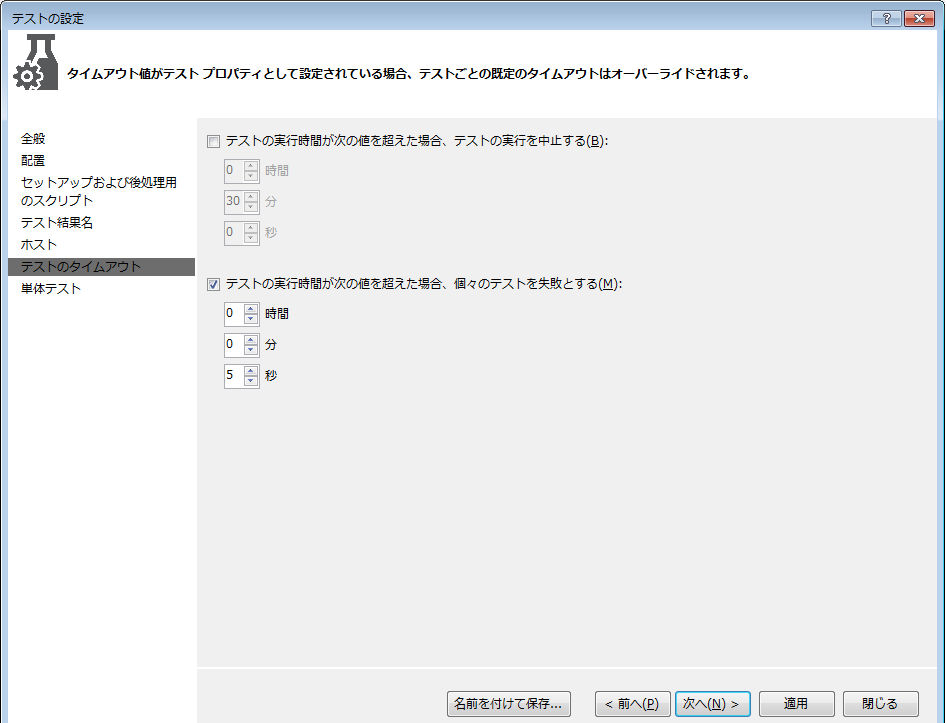 テストの設定
タイムアウト値がテスト プロパティとして設定されている場合、テストごとの既定のタイムアウトはオーバーライドされます。
全般
配置
セットアップおよび後処理用
のスクリプト
テスト結果名
ホスト
テストのタイムアウト
単体テスト
テストの実行時間が次の値を超えた場合、テストの実行を中止する(B):
0 時間
30 分
0 秒
テストの実行時間が次の値を超えた場合、個々のテストを失敗とする(M):
0 時間
0 分
5 秒
名前を付けて保存... < 前へ(P) 次へ(N) > 適用 閉じる